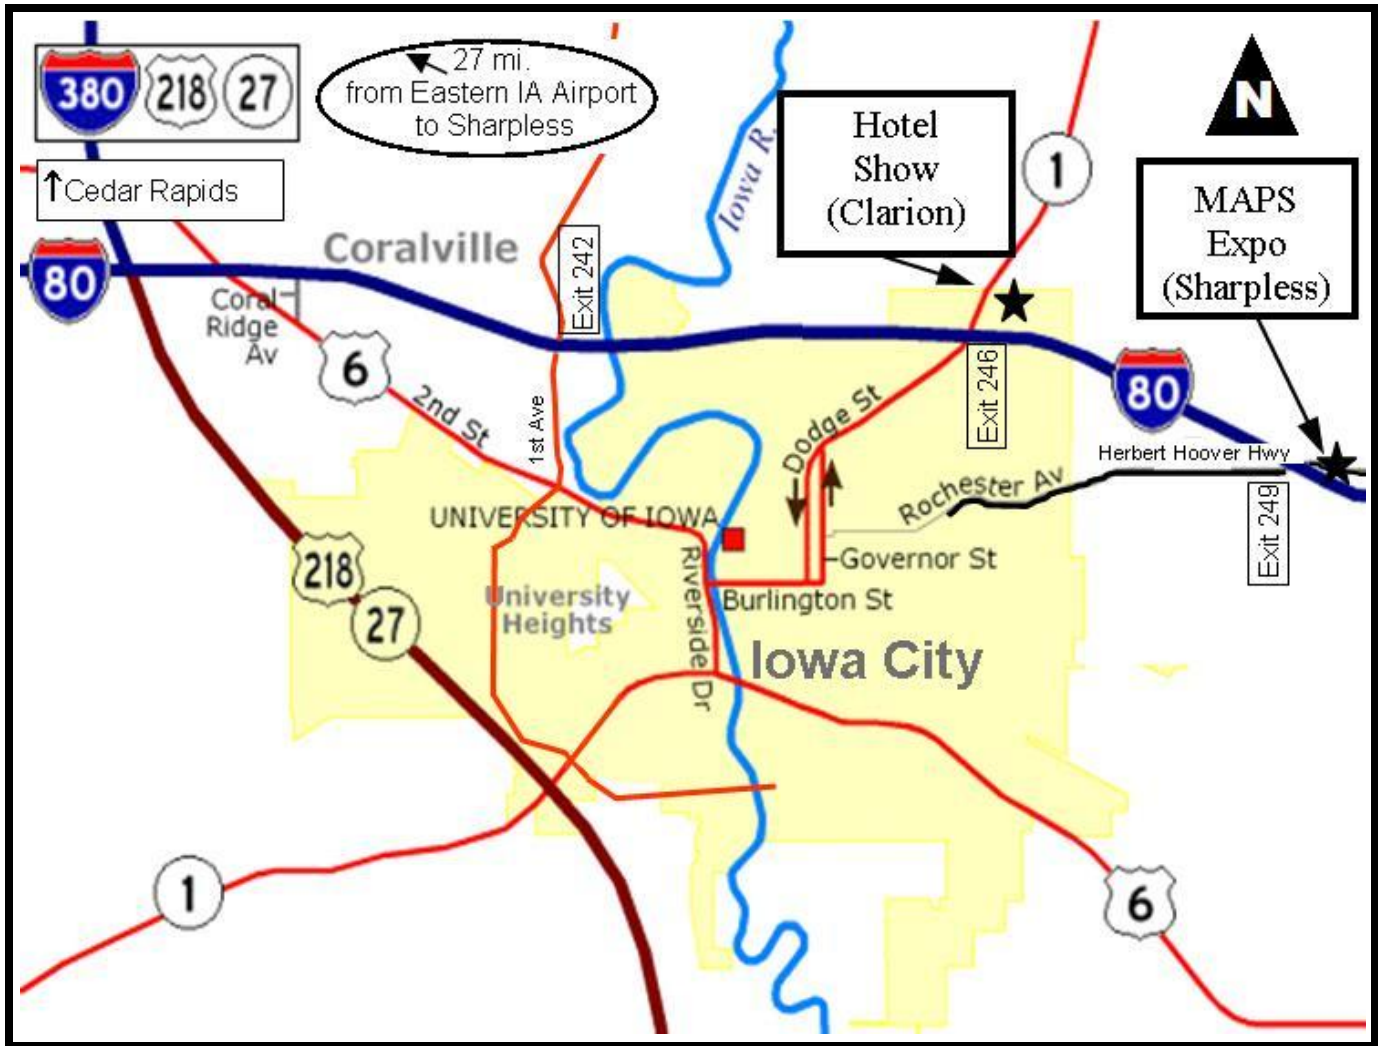 380 218 27
27 mi.
from Eastern IA Airport
to Sharpless
N
Hotel
Show
(Clarion)
Iowa R.
1
MAPS
Expo
(Sharpless)
↑Cedar Rapids
Coralville
80
Exit 242
Coral
Ridge
Av
6
2nd St
1st Ave
Exit 246
80
Dodge St
Herbert Hoover Hwy
Rochester Av
Exit 249
UNIVERSITY OF IOWA
218
27
Governor St
University
Heights
Burlington St
Riverside Dr
Iowa City
1
6